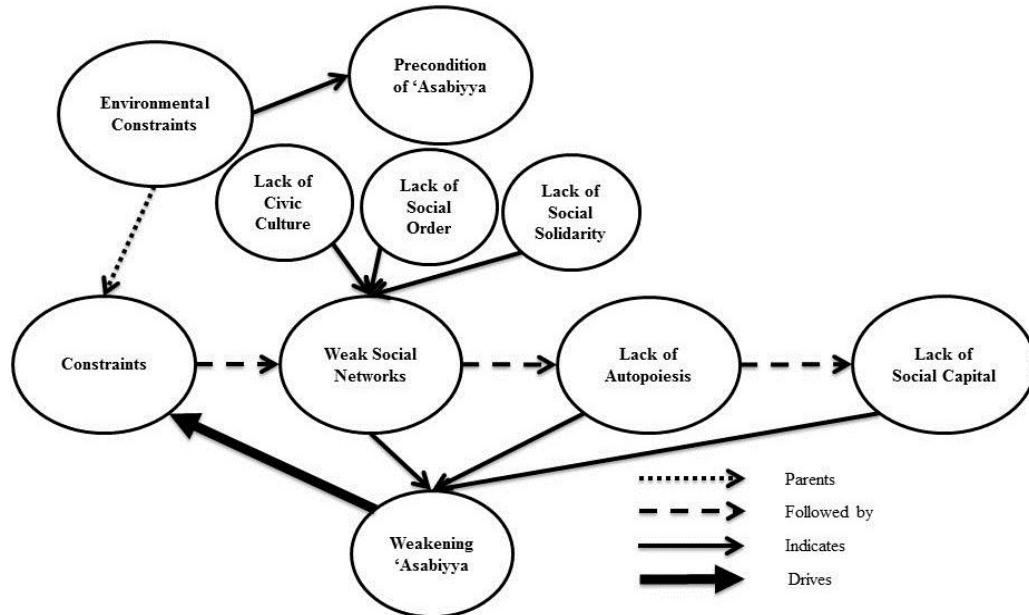 Precondition
of ‘Asabiyya
Environmental
Constraints
Lack of
Civic
Culture
Lack of
Social
Order
Lack of
Social
Solidarity
Constraints
Weak Social
Networks
Lack of
Autopoiesis
Lack of
Social Capital
Weakening
‘Asabiyya
Parents
Followed by
Indicates
Drives